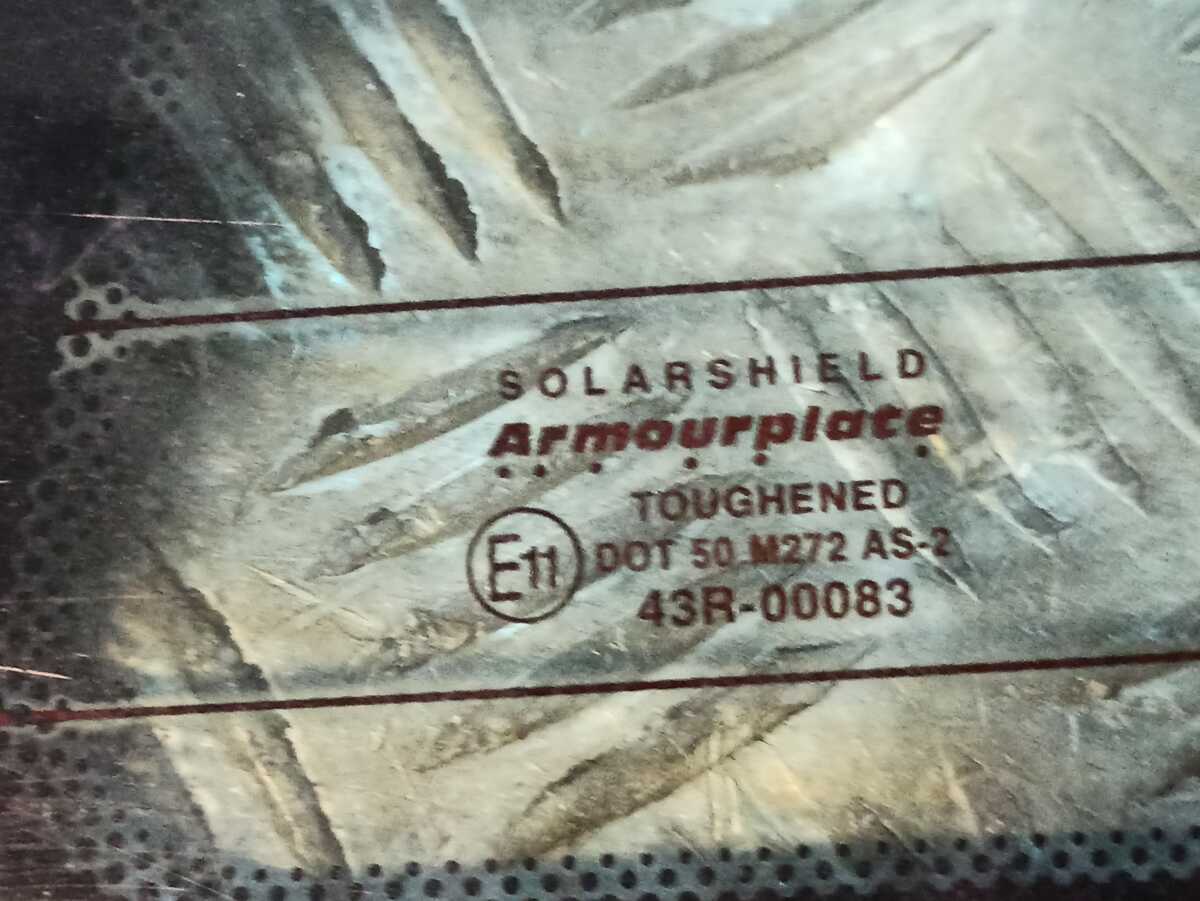 SOLARSHIELD
Armourplate
TOUGHENED
E11 DOT 50 M272 AS-2
43R-00083